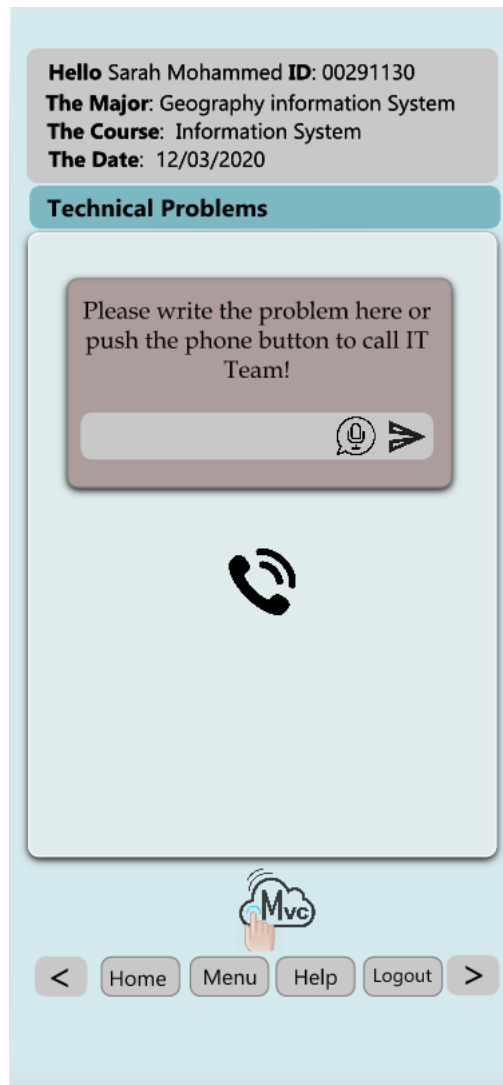 Hello Sarah Mohammed ID: 00291130
The Major: Geography information System
The Course: Information System
The Date: 12/03/2020
Technical Problems
Please write the problem here or
push the phone button to call IT
Team!
Mvc
< Home Menu Help Logout >